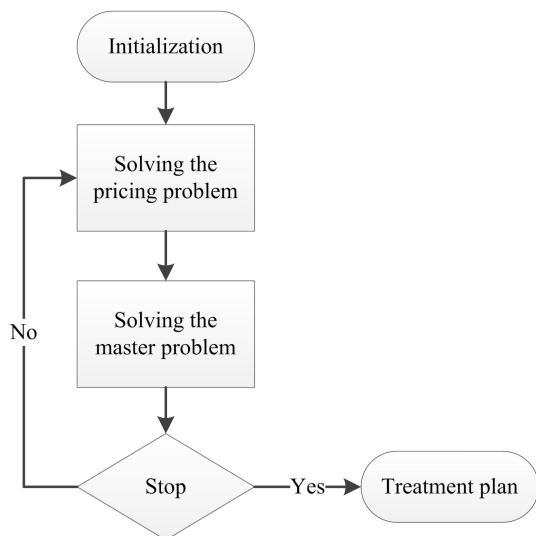 Initialization
Solving the
pricing problem
Solving the
master problem
No
Stop
Yes
Treatment plan